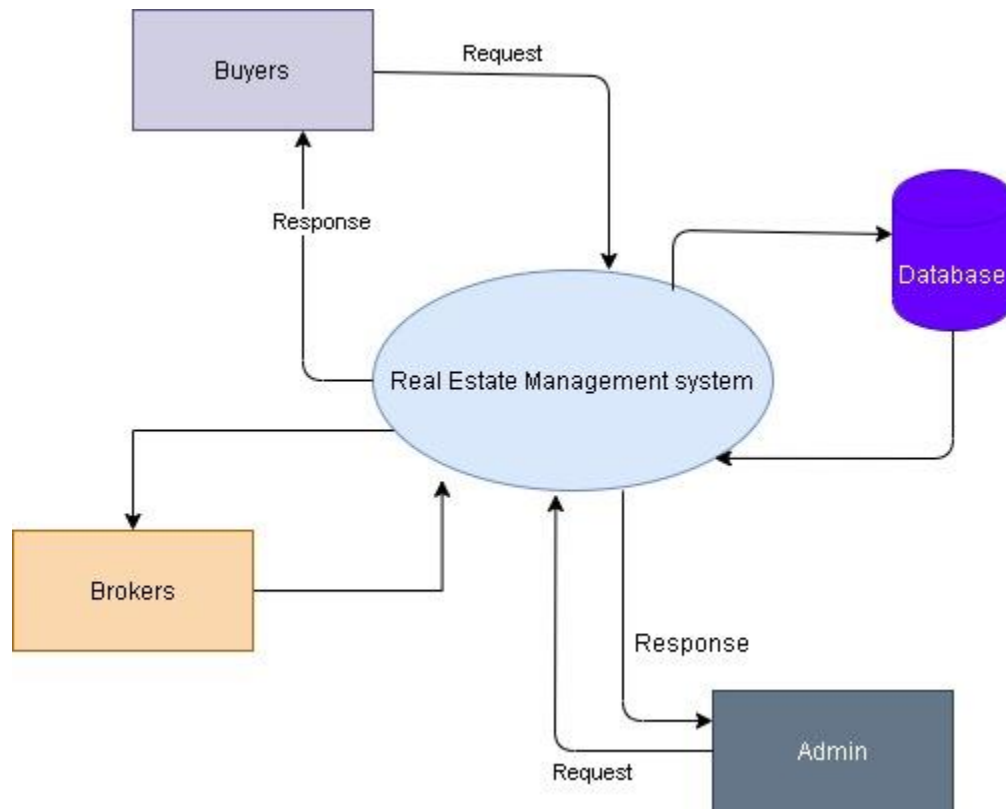 Request
Buyers
Response
Database
Real Estate Management system
Brokers
Response
Admin
Request